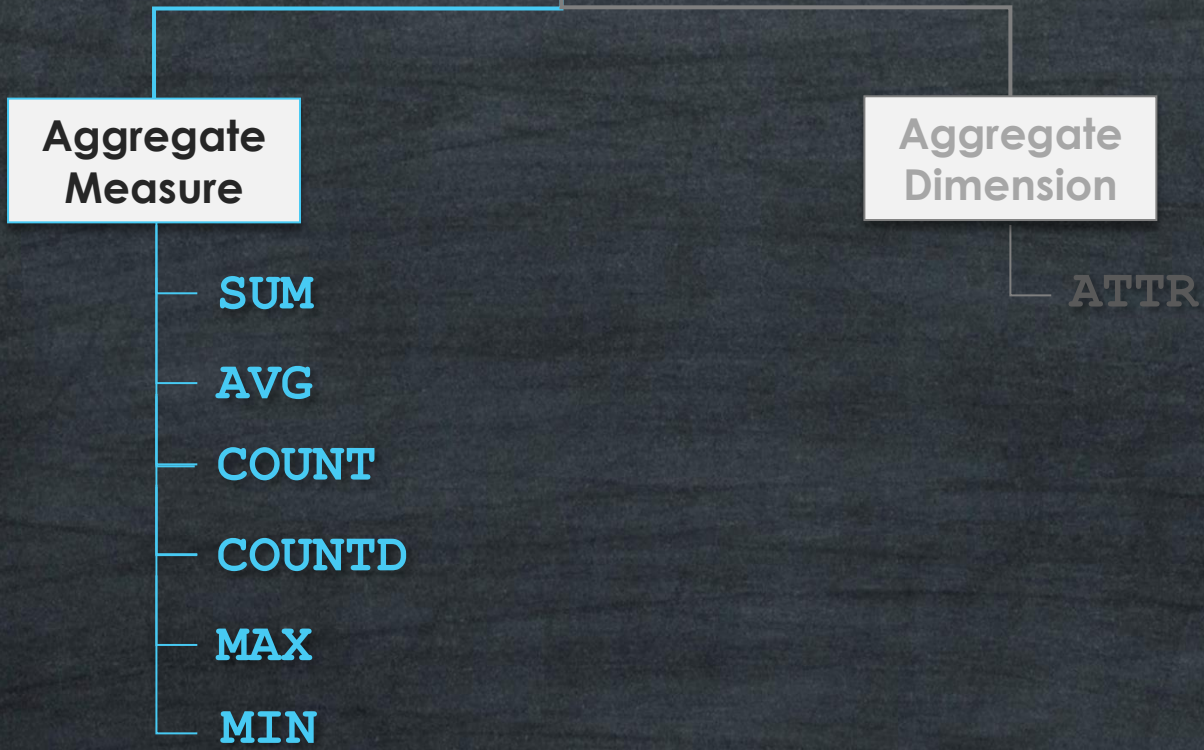 Aggregate
Measure
SUM
AVG
COUNT
COUNTD
MAX
MIN
Aggregate
Dimension
ATTR